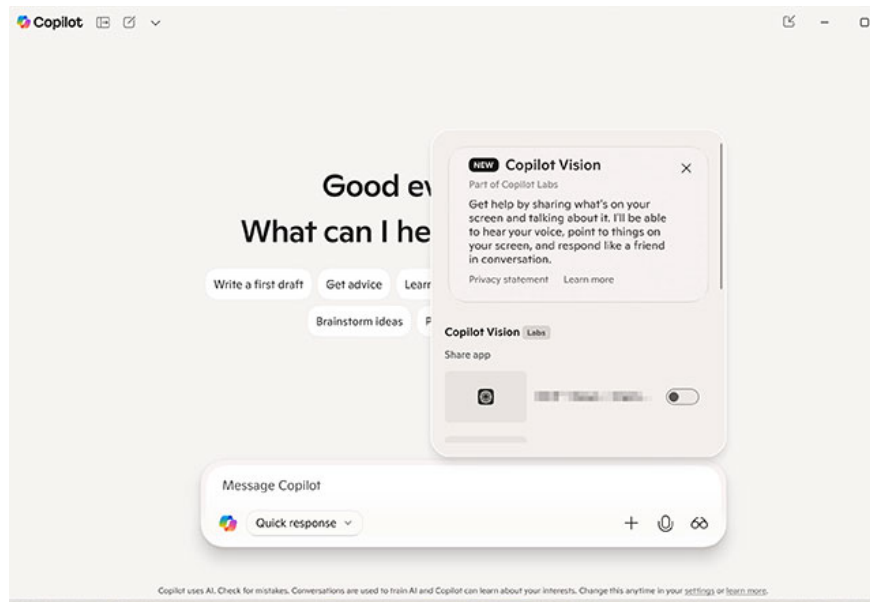 Copilot
NEW Copilot Vision
Part of Copilot Labs
Get help by sharing what's on your
screen and talking about it. I'll be able
to hear your voice, point to things on
your screen, and respond like a friend
in conversation.
Privacy statement Learn more
Good
What can I
Write a first draft Get advice
Brainstorm ideas
Copilot Vision Labs
Share app
Message Copilot
Quick response
Copilot uses AI. Check for mistakes. Conversations are used to train AI and Copilot can learn about your interests. Change this anytime in your settings or learn more.